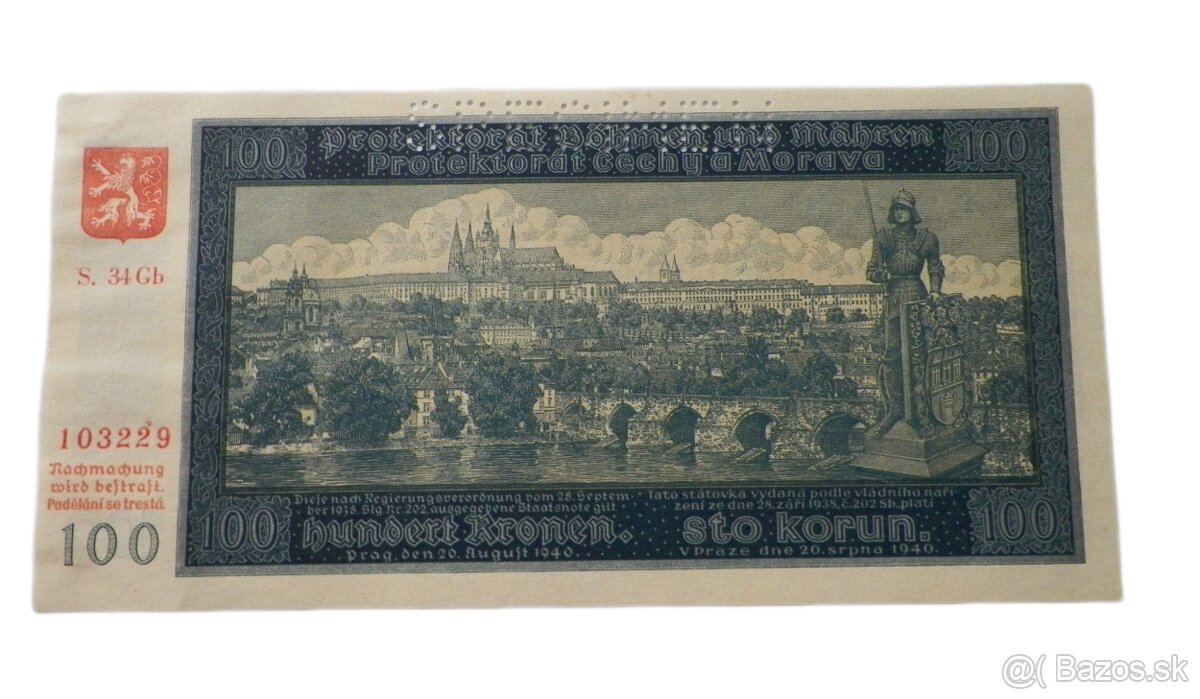 100
Protektorát Böhmen und Mähren
Protektorát Čechy a Morava
100
S. 34 Gb
103229
Nachmachung
wird bestraft.
Padělání se trestá.
100
Diese nach Regierungsverordnung vom 28. Septem-
ber 1938, Slg. Nr. 202, ausgegebene Staatsnote gilt
hundert Kronen.
Prag, den 20. August 1940.
100
Tato státovka vydaná podle vládního naří-
zení ze dne 28. září 1938, č. 202 Sb. platí
sto korun.
V Praze dne 20. srpna 1940.
100
@( Bazos.sk